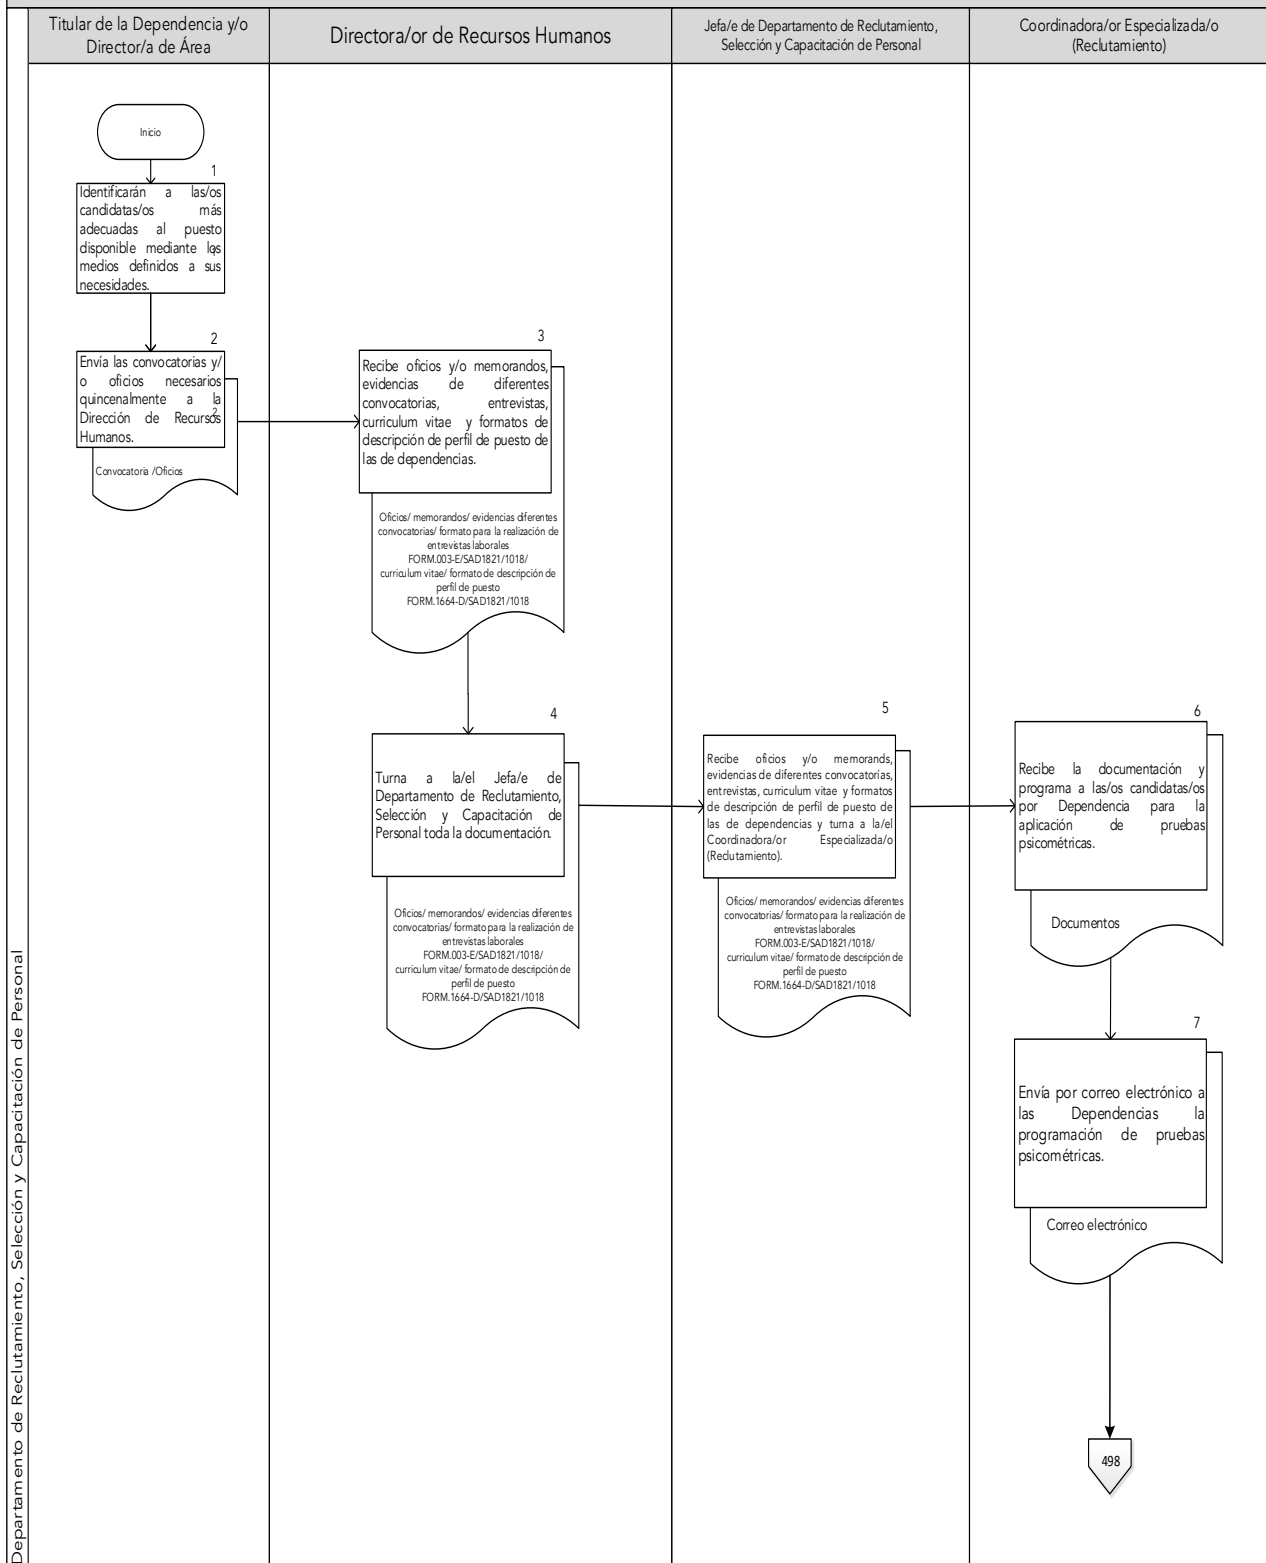 Titular de la Dependencia y/o
Director/a de Área
Directora/or de Recursos Humanos
Jefa/e de Departamento de Reclutamiento,
Selección y Capacitación de Personal
Coordinadora/or Especializada/o
(Reclutamiento)
Departamento de Reclutamiento, Selección y Capacitación de Personal
Inicio
1
Identificarán a las/os
candidatas/os más
adecuadas al puesto
disponible mediante los
medios definidos a sus
necesidades.
2
Envía las convocatorias y/
o oficios necesarios
quincenalmente a la
Dirección de Recursos
Humanos.
2
Convocatoria /Oficios
3
Recibe oficios y/o memorandos,
evidencias de diferentes
convocatorias, entrevistas,
curriculum vitae y formatos de
descripción de perfil de puesto de
las de dependencias.
Oficios/ memorandos/ evidencias diferentes
convocatorias/ formato para la realización de
entrevistas laborales
FORM.003-E/SAD1821/1018/
curriculum vitae/ formato de descripción de
perfil de puesto
FORM.1664-D/SAD1821/1018
4
Turna a la/el Jefa/e de
Departamento de Reclutamiento,
Selección y Capacitación de
Personal toda la documentación.
Oficios/ memorandos/ evidencias diferentes
convocatorias/ formato para la realización de
entrevistas laborales
FORM.003-E/SAD1821/1018/
curriculum vitae/ formato de descripción de
perfil de puesto
FORM.1664-D/SAD1821/1018
5
Recibe oficios y/o memorands,
evidencias de diferentes convocatorías,
entrevistas, curriculum vitae y formatos
de descripción de perfil de puesto de
las de dependencias y turna a la/el
Coordinadora/or Especializada/o
(Reclutamiento).
Oficios/ memorandos/ evidencias diferentes
convocatorias/ formato para la realización de
entrevistas laborales
FORM.003-E/SAD1821/1018/
curriculum vitae/ formato de descripción de
perfil de puesto
FORM.1664-D/SAD1821/1018
6
Recibe la documentación y
programa a las/os candidatas/os
por Dependencia para la
aplicación de pruebas
psicométricas.
Documentos
7
Envía por correo electrónico a
las Dependencias la
programación de pruebas
psicométricas.
Correo electrónico
498